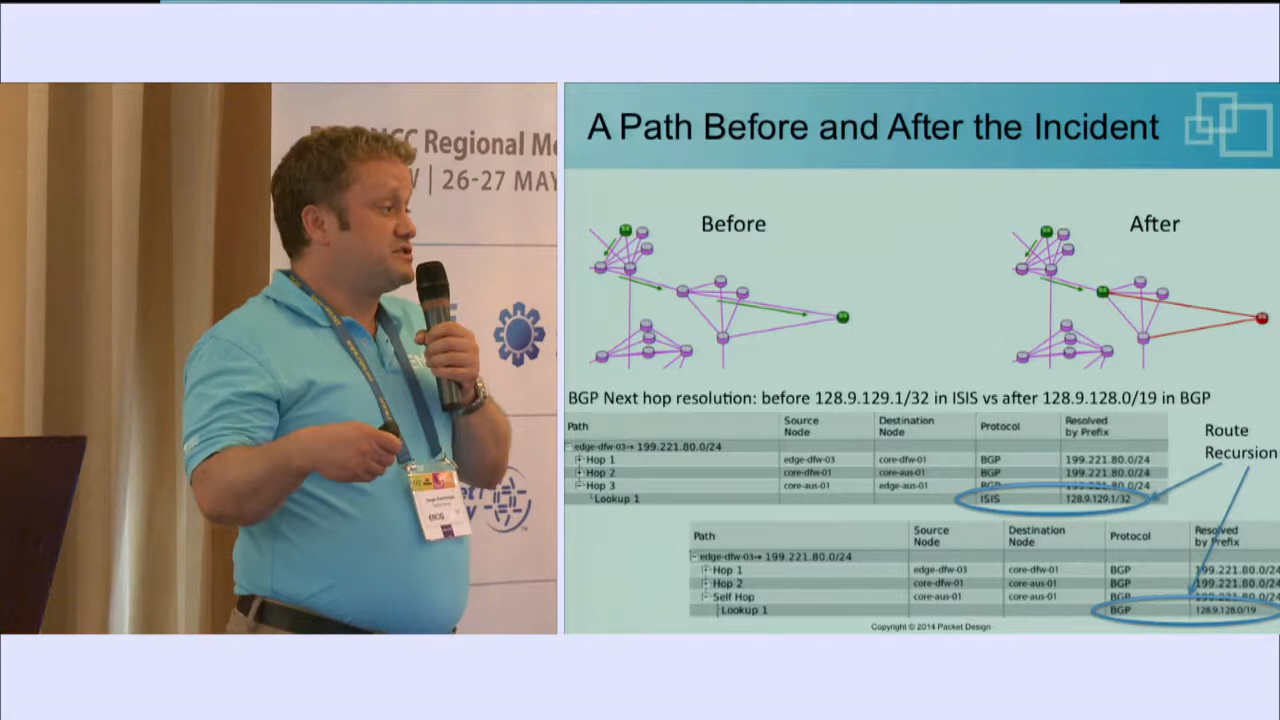 NCC Regional Me
W | 26-27 MAY
ENOG
A Path Before and After the Incident
Before
After
BGP Next hop resolution: before 128.9.129.1/32 in ISIS vs after 128.9.128.0/19 in BGP
Path Source Node Destination Node Protocol Resolved by Prefix
edge-dfw-03→ 199.221.80.0/24
Hop 1 edge-dfw-03 core-dfw-01 BGP 199.221.80.0/24
Hop 2 core-dfw-01 core-aus-01 BGP 199.221.80.0/24
Hop 3 core-aus-01 edge-aus-01 BGP 199.221.80.0/24
Lookup 1 ISIS 128.9.129.1/32
Route
Recursion
Path Source Node Destination Node Protocol Resolved by Prefix
edge-dfw-03→ 199.221.80.0/24
Hop 1 edge-dfw-03 core-dfw-01 BGP 199.221.80.0/24
Hop 2 core-dfw-01 core-aus-01 BGP 199.221.80.0/24
Self Hop core-aus-01 core-aus-01 BGP 199.221.80.0/24
Lookup 1 BGP 128.9.128.0/19
Copyright © 2014 Packet Design